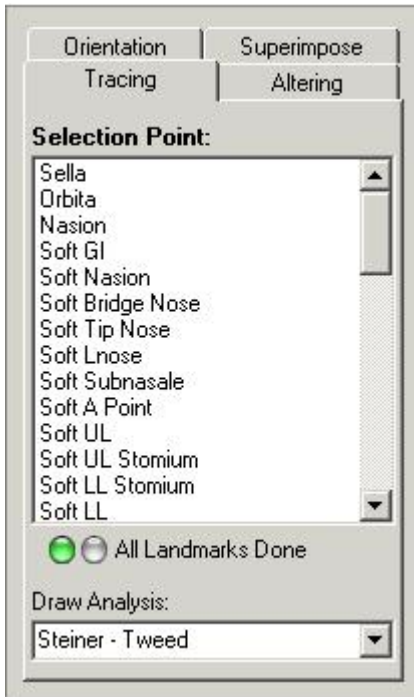 Orientation
Superimpose
Tracing
Altering
Selection Point:
Sella
Orbita
Nasion
Soft Gl
Soft Nasion
Soft Bridge Nose
Soft Tip Nose
Soft Lnose
Soft Subnasale
Soft A Point
Soft UL
Soft UL Stomium
Soft LL Stomium
Soft LL
All Landmarks Done
Draw Analysis:
Steiner - Tweed